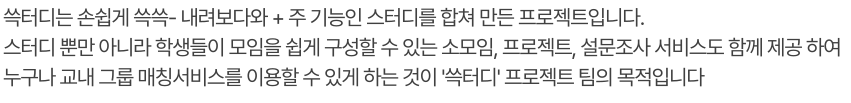 쓱터디는 손쉽게 쓱쓱- 내려보다와 + 주 기능인 스터디를 합쳐 만든 프로젝트입니다.
스터디 뿐만 아니라 학생들이 모임을 쉽게 구성할 수 있는 소모임, 프로젝트, 설문조사 서비스도 함께 제공 하여
누구나 교내 그룹 매칭서비스를 이용할 수 있게 하는 것이 '쓱터디' 프로젝트 팀의 목적입니다